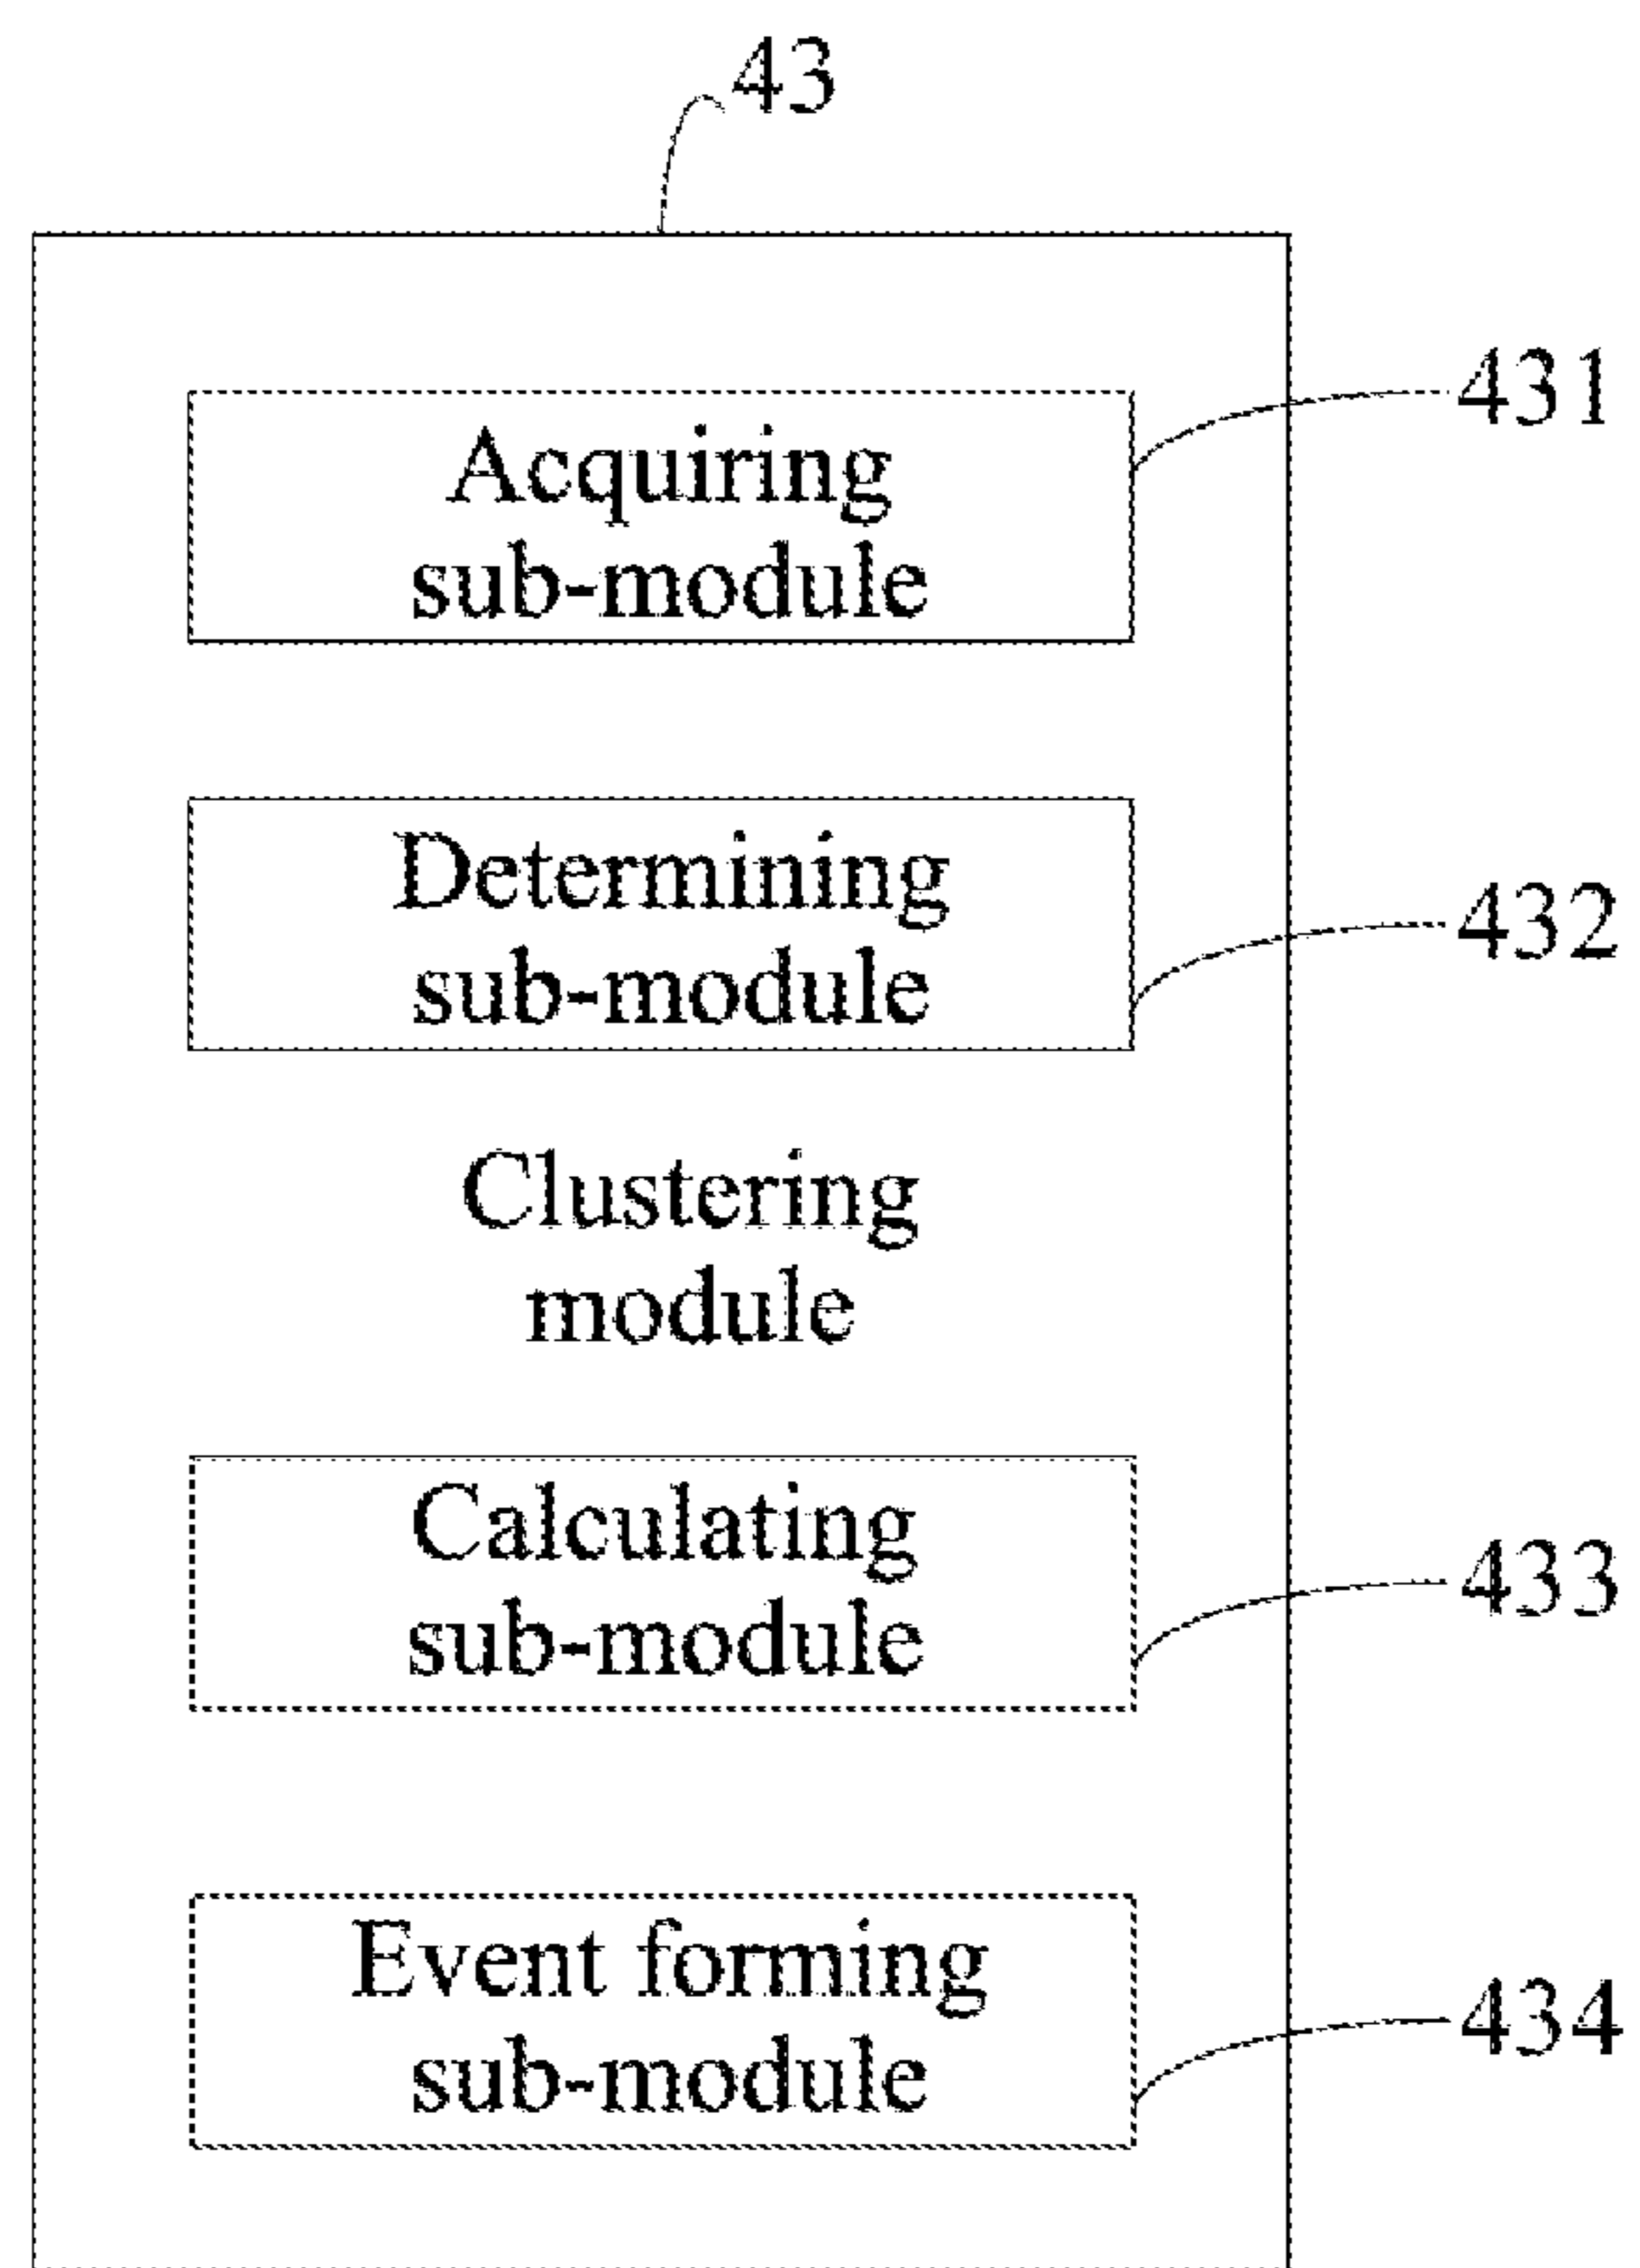 43
Acquiring
sub-module
431
Determining
sub-module
432
Clustering
module
Calculating
sub-module
433
Event forming
sub-module
434